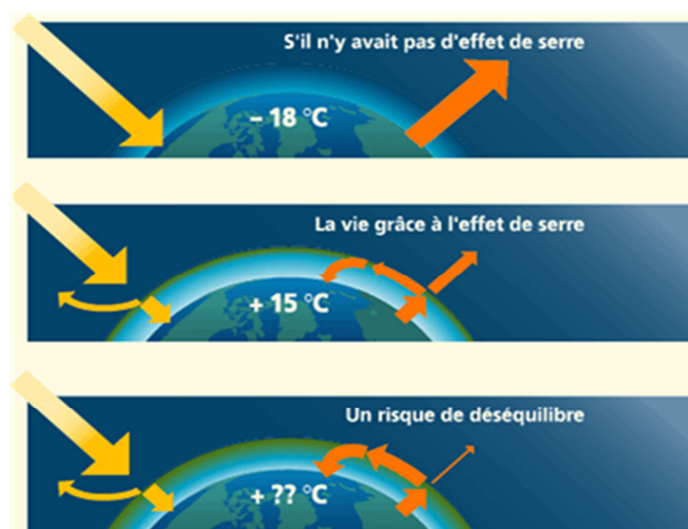 S'il n'y avait pas d'effet de serre
– 18 °C
La vie grâce à l'effet de serre
+ 15 °C
Un risque de déséquilibre
+ ?? °C